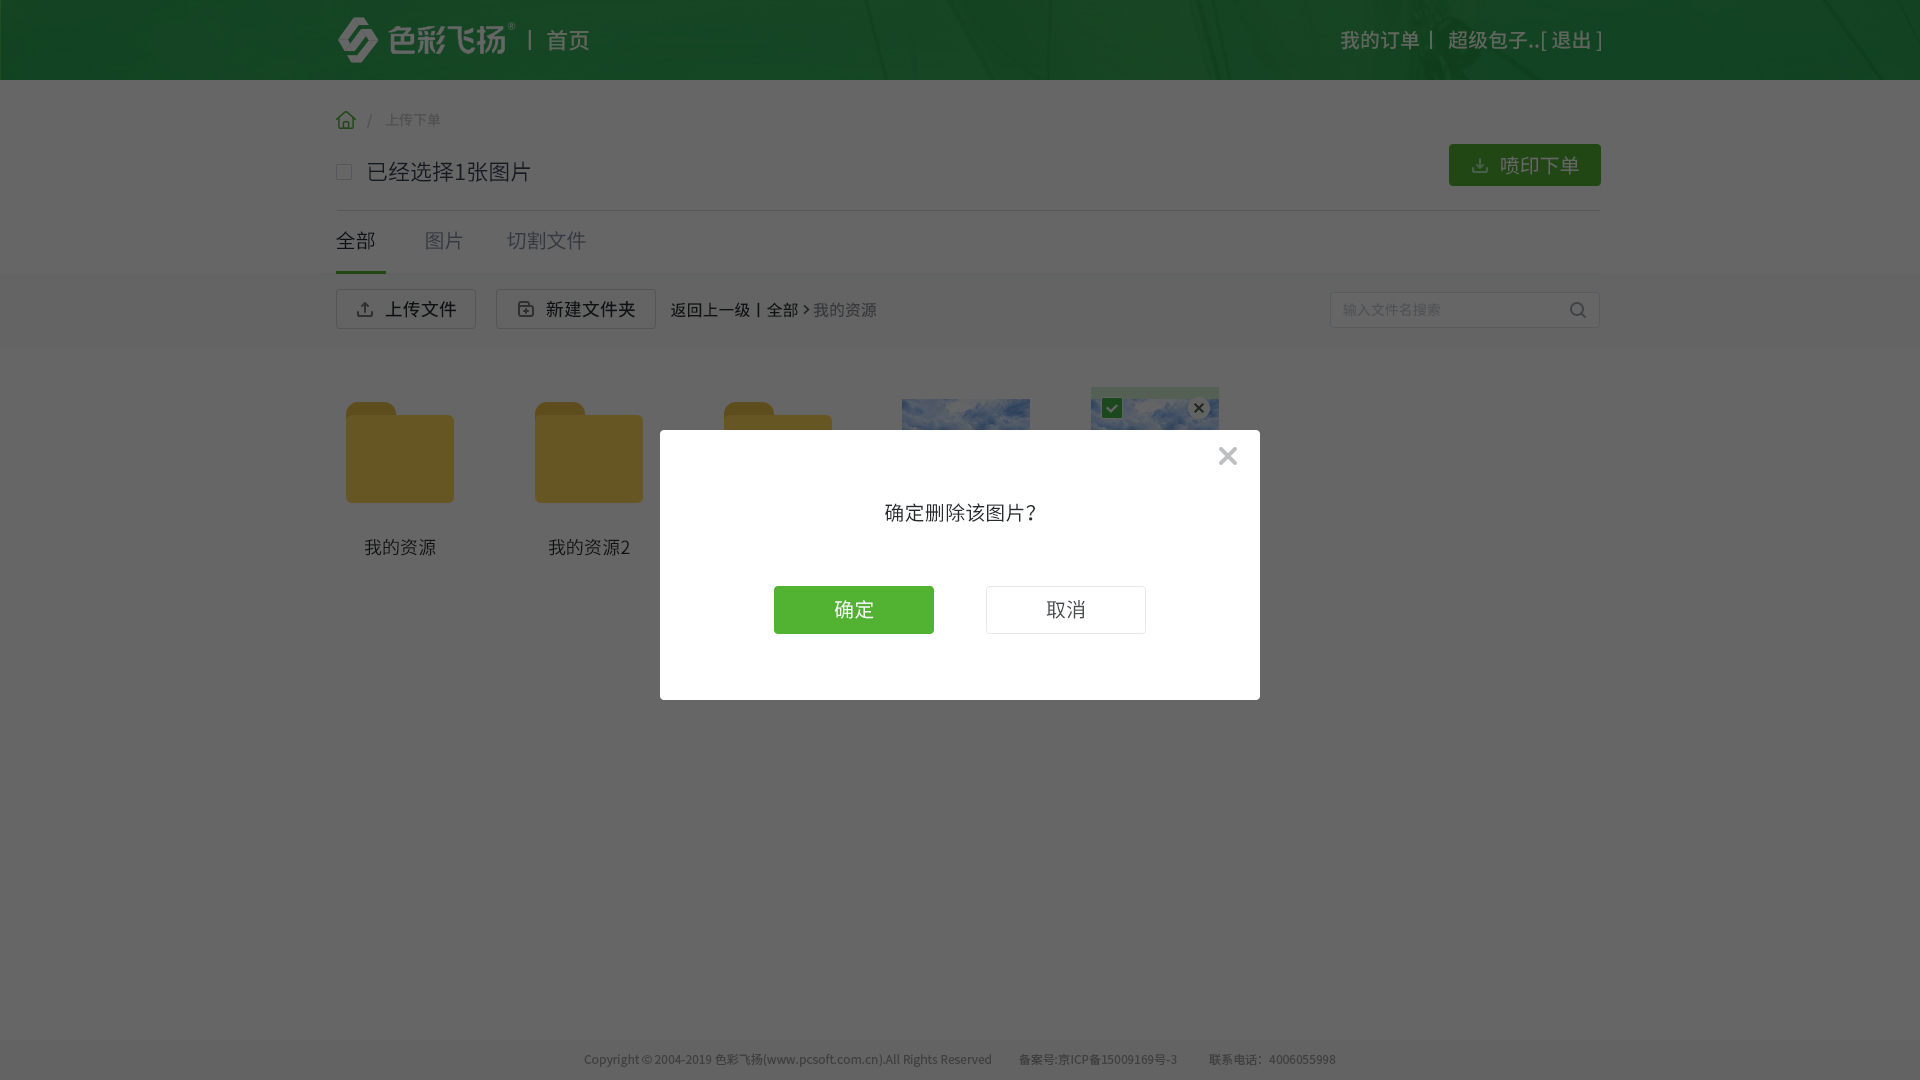 色彩飞扬® | 首页
我的订单 | 超级包子..[ 退出 ]
/ 上传下单
已经选择1张图片
喷印下单
全部 图片 切割文件
上传文件 新建文件夹 返回上一级 | 全部 > 我的资源 输入文件名搜索
确定删除该图片?
我的资源 我的资源2
确定 取消
Copyright © 2004-2019 色彩飞扬(www.pcsoft.com.cn).All Rights Reserved 备案号:京ICP备15009169号-3 联系电话：4006055998